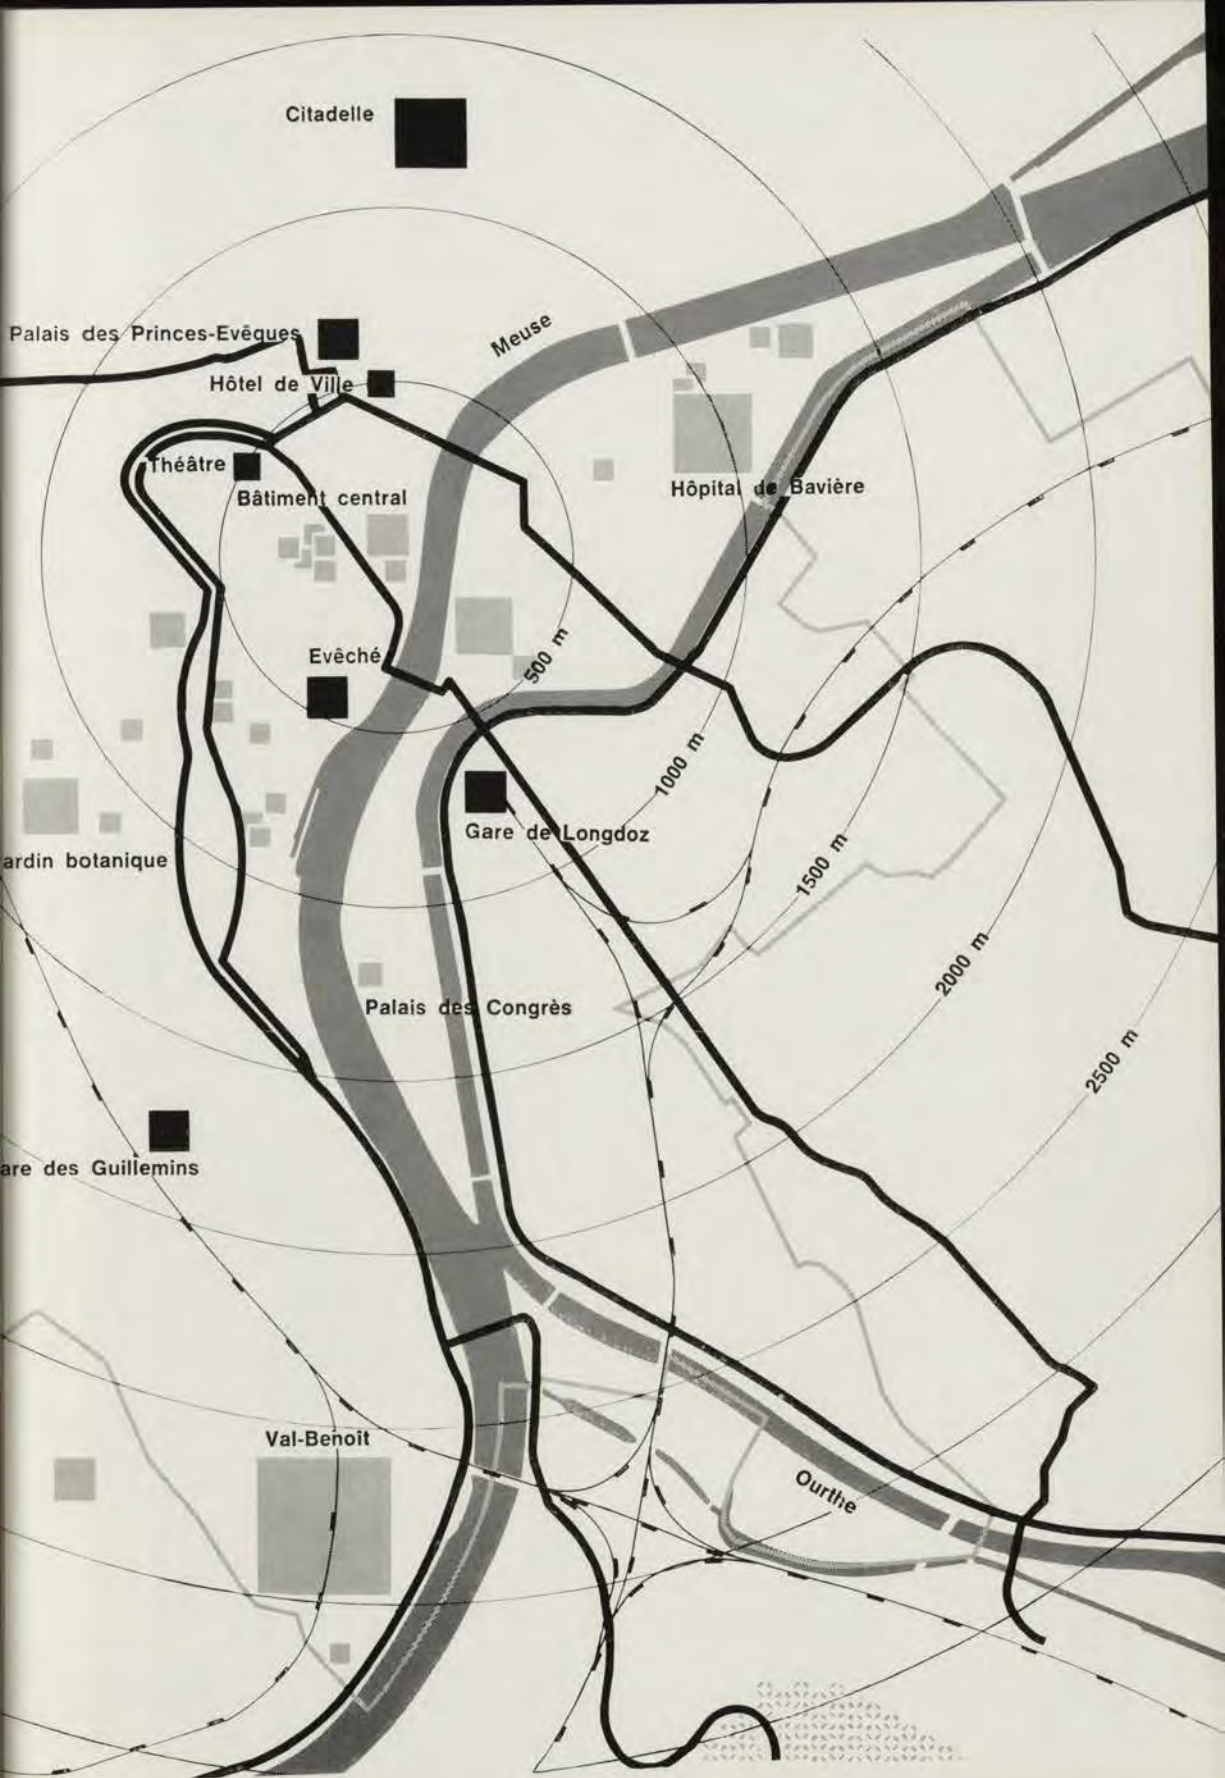 Citadelle
Palais des Princes-Evêques
Meuse
Hôtel de Ville
Théâtre
Bâtiment central
Hôpital de Bavière
Evêché
500 m
1000 m
Gare de Longdoz
1500 m
ardin botanique
2000 m
Palais des Congrès
2500 m
are des Guillemins
Val-Benoît
Ourthe